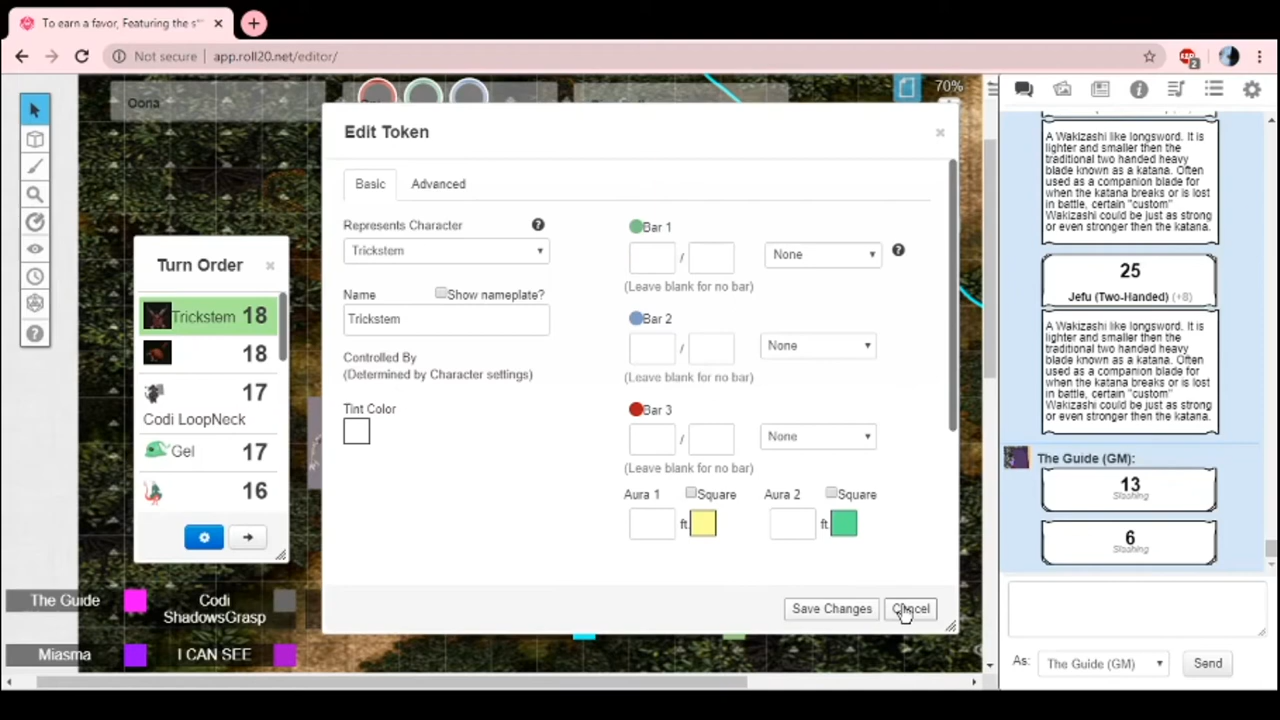 To earn a favor, Featuring the s
Not secure
app.roll20.net/editor/
2
Oona
70%
Edit Token
Basic
Advanced
Represents Character
?
Trickstem
Name
Show nameplate?
Trickstem
Controlled By
(Determined by Character settings)
Tint Color
Bar 1
/
None
?
(Leave blank for no bar)
Bar 2
/
None
(Leave blank for no bar)
Bar 3
/
None
(Leave blank for no bar)
Aura 1
Square
Aura 2
Square
ft.
ft.
Save Changes
Cancel
Turn Order
Trickstem 18
18
17
Codi LoopNeck
Gel 17
16
The Guide
Codi
ShadowsGrasp
Miasma
I CAN SEE
A Wakizashi like longsword. It is
lighter and smaller then the
traditional two handed heavy
blade known as a katana. Often
used as a companion blade for
when the katana breaks or is lost
in battle, certain "custom"
Wakizashi could be just as strong
or even stronger then the katana.
25
Jefu (Two-Handed) (+8)
A Wakizashi like longsword. It is
lighter and smaller then the
traditional two handed heavy
blade known as a katana. Often
used as a companion blade for
when the katana breaks or is lost
in battle, certain "custom"
Wakizashi could be just as strong
or even stronger then the katana.
The Guide (GM):
13
Slashing
6
Slashing
As:
The Guide (GM)
Send